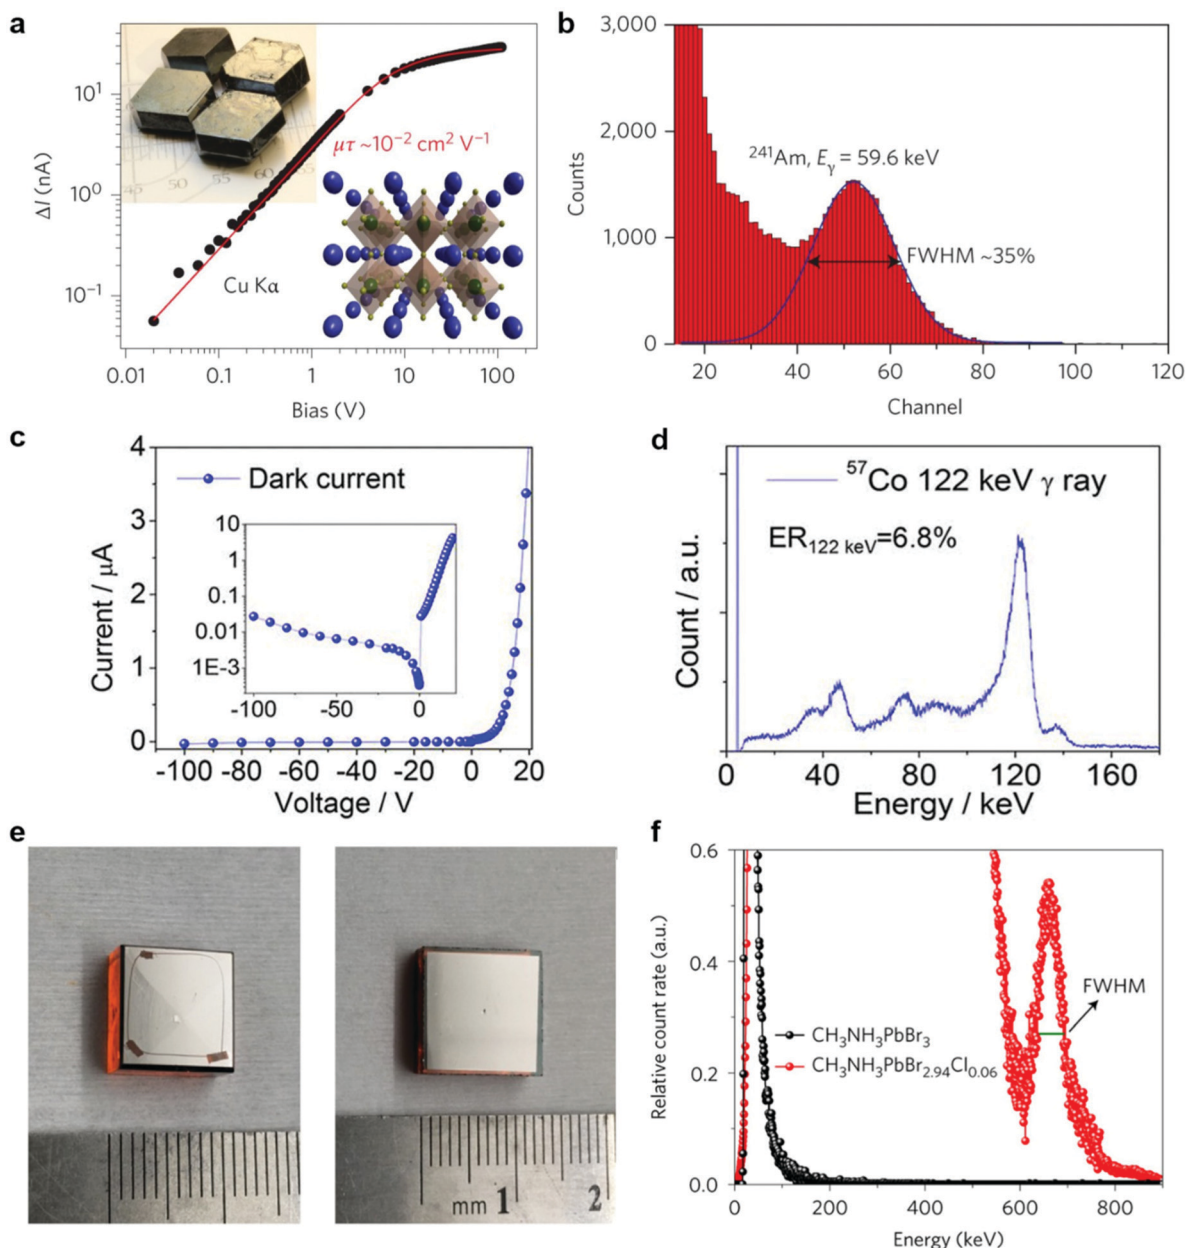 a
ΔI (nA)
10¹
10⁰
10⁻¹
45 50 55 60
μτ ~10⁻² cm² V⁻¹
Cu Kα
0.01 0.1 1 10 100
Bias (V)
b
3,000
2,000
1,000
0
Counts
²⁴¹Am, Eγ = 59.6 keV
FWHM ~35%
20 40 60 80 100 120
Channel
c
4
3
2
1
0
Current / μA
Dark current
10
1
0.1
0.01
1E-3
-100 -50 0
-100 -80 -60 -40 -20 0 20
Voltage / V
d
Count / a.u.
⁵⁷Co 122 keV γ ray
ER₁₂₂ keV=6.8%
0 40 80 120 160
Energy / keV
e
mm 1 2
f
0.6
0.4
0.2
0.0
Relative count rate (a.u.)
FWHM
CH₃NH₃PbBr₃
CH₃NH₃PbBr₂.₉₄Cl₀.₀₆
0 200 400 600 800
Energy (keV)